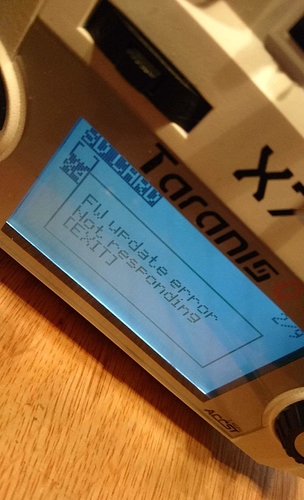 SD CARD
2/9
FW update error
Not responding
[EXIT]
Taranis
X7
ACCST